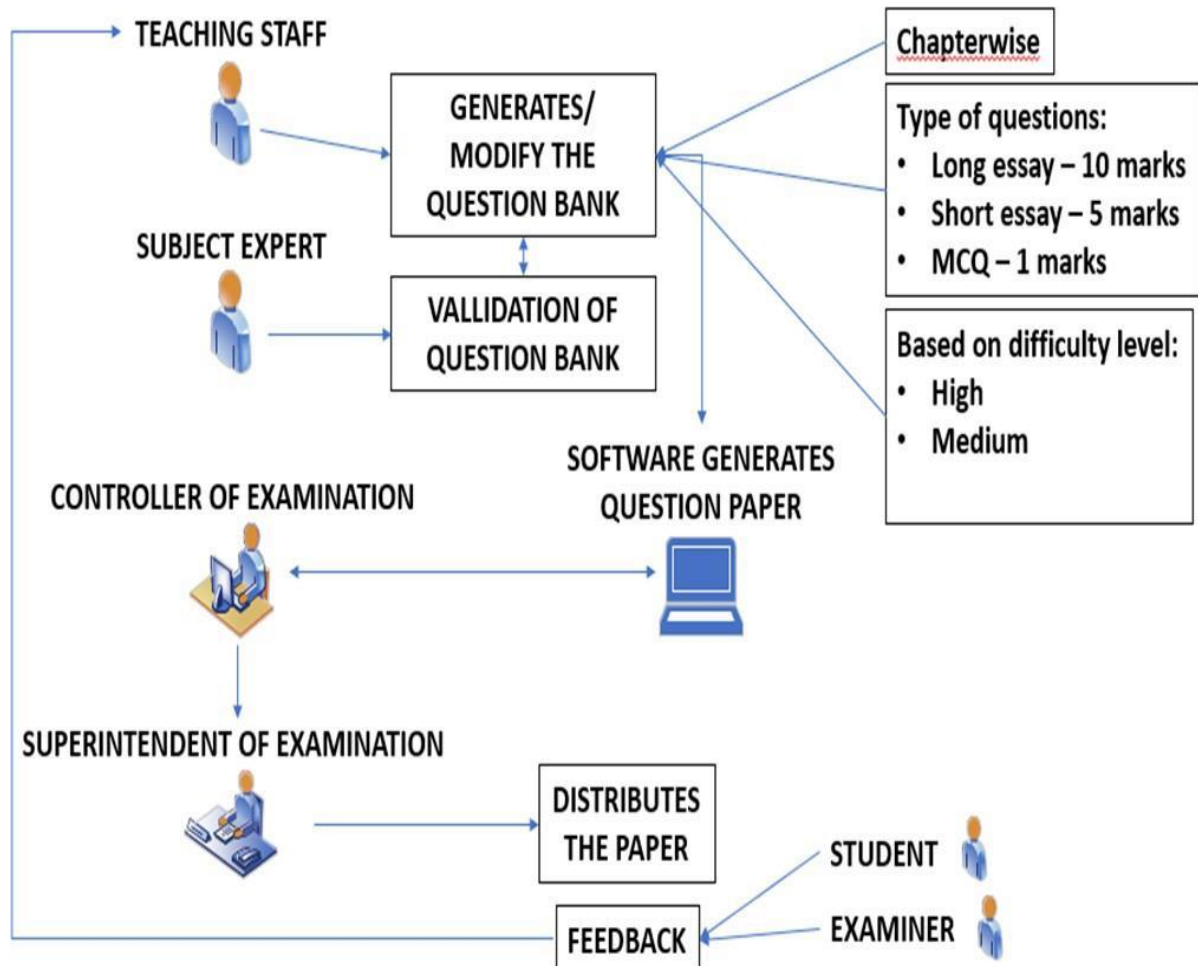 TEACHING STAFF
GENERATES/
MODIFY THE
QUESTION BANK
Chapterwise
Type of questions:
• Long essay – 10 marks
• Short essay – 5 marks
• MCQ – 1 marks
SUBJECT EXPERT
VALLIDATION OF
QUESTION BANK
Based on difficulty level:
• High
• Medium
SOFTWARE GENERATES
QUESTION PAPER
CONTROLLER OF EXAMINATION
SUPERINTENDENT OF EXAMINATION
DISTRIBUTES
THE PAPER
STUDENT
EXAMINER
FEEDBACK